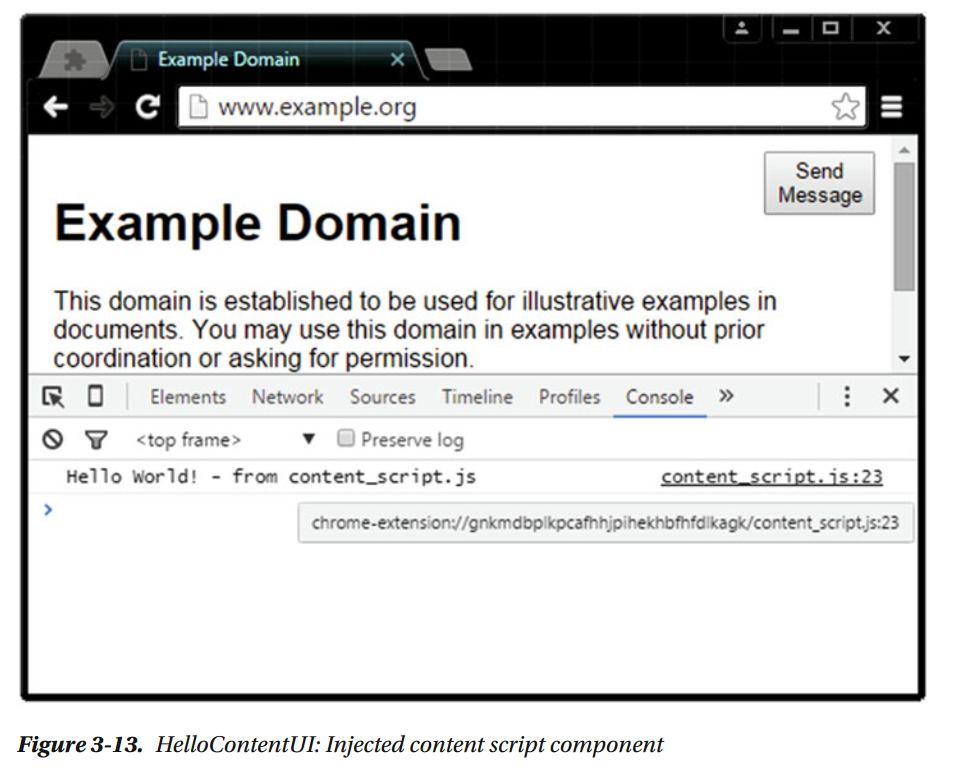 Example Domain
www.example.org
Send
Message
Example Domain
This domain is established to be used for illustrative examples in
documents. You may use this domain in examples without prior
coordination or asking for permission.
Elements Network Sources Timeline Profiles Console »
<top frame> ▼ Preserve log
Hello World! - from content_script.js content_script.js:23
chrome-extension://gnkmdbplkpcafhhjpihekhbfhfdlkagk/content_script.js:23
Figure 3-13. HelloContentUI: Injected content script component